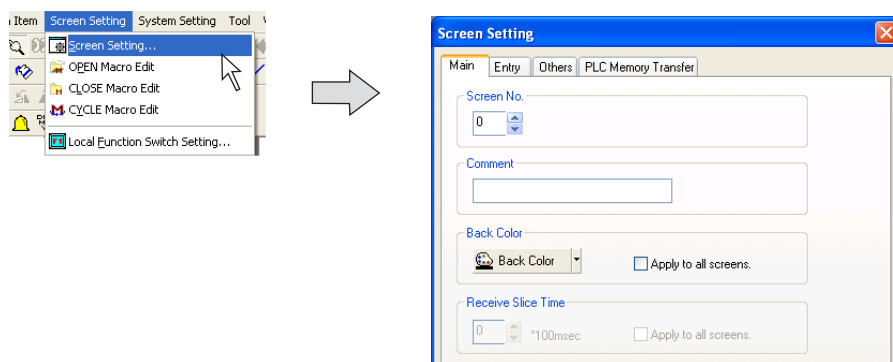 Item Screen Setting System Setting Tool
Screen Setting...
OPEN Macro Edit
CLOSE Macro Edit
CYCLE Macro Edit
Local Function Switch Setting...
Screen Setting
Main Entry Others PLC Memory Transfer
Screen No.
0
Comment
Back Color
Back Color Apply to all screens.
Receive Slice Time
0 *100msec Apply to all screens.